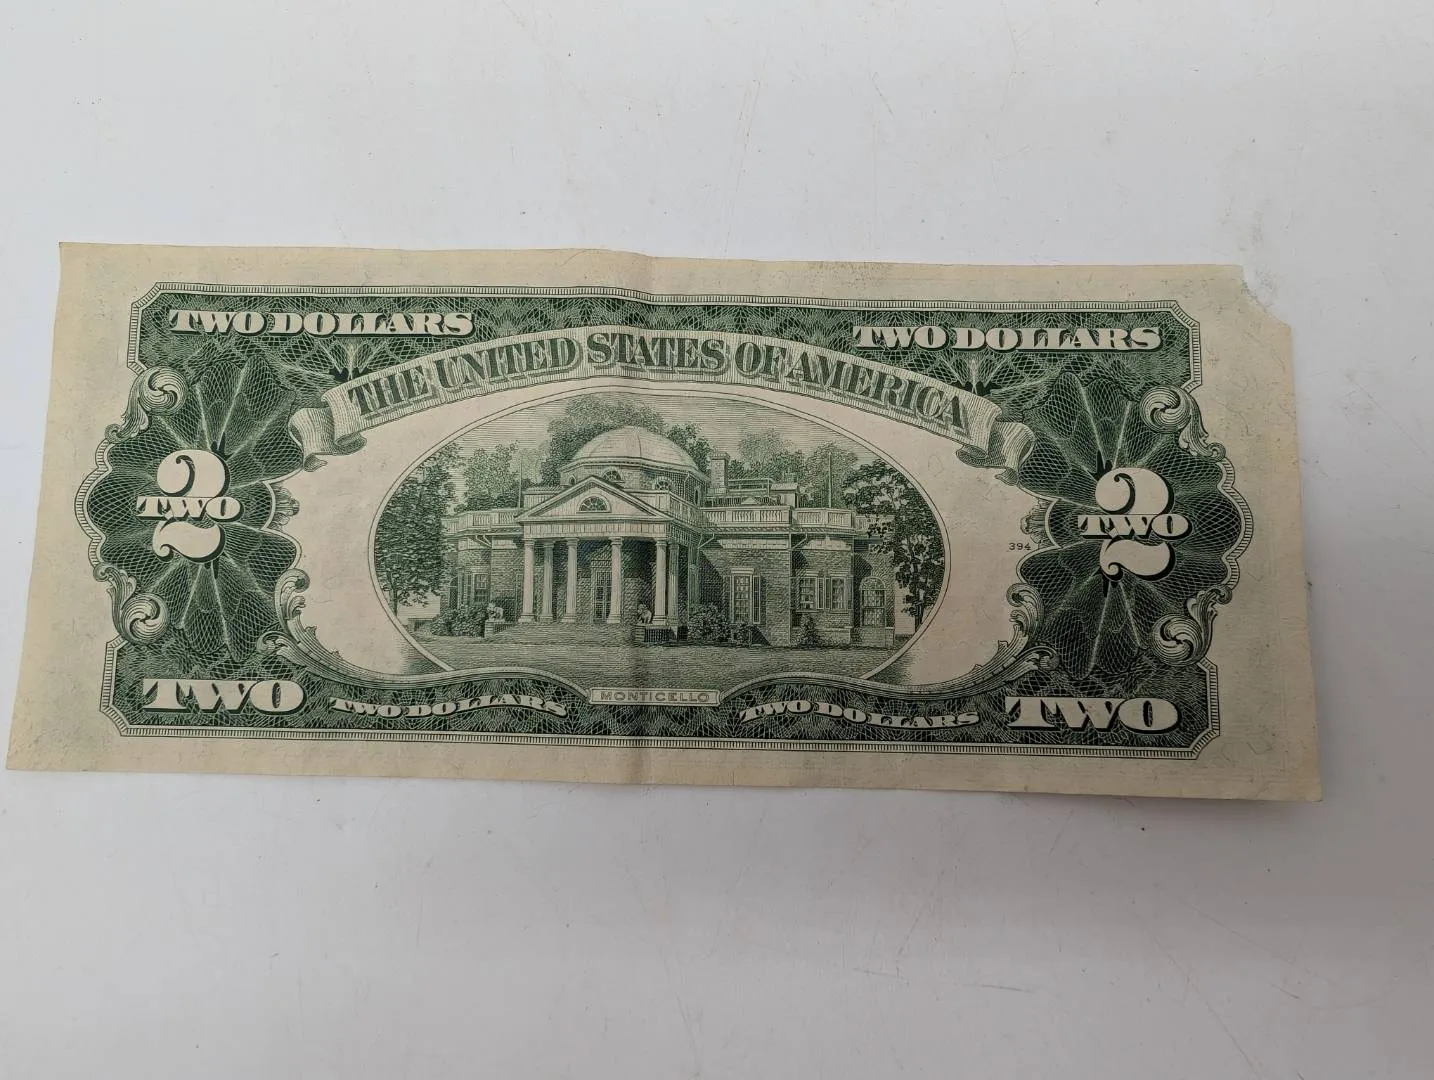 TWO DOLLARS TWO DOLLARS
THE UNITED STATES OF AMERICA
2 2
TWO TWO
394
MONTICELLO
TWO TWO DOLLARS TWO DOLLARS TWO